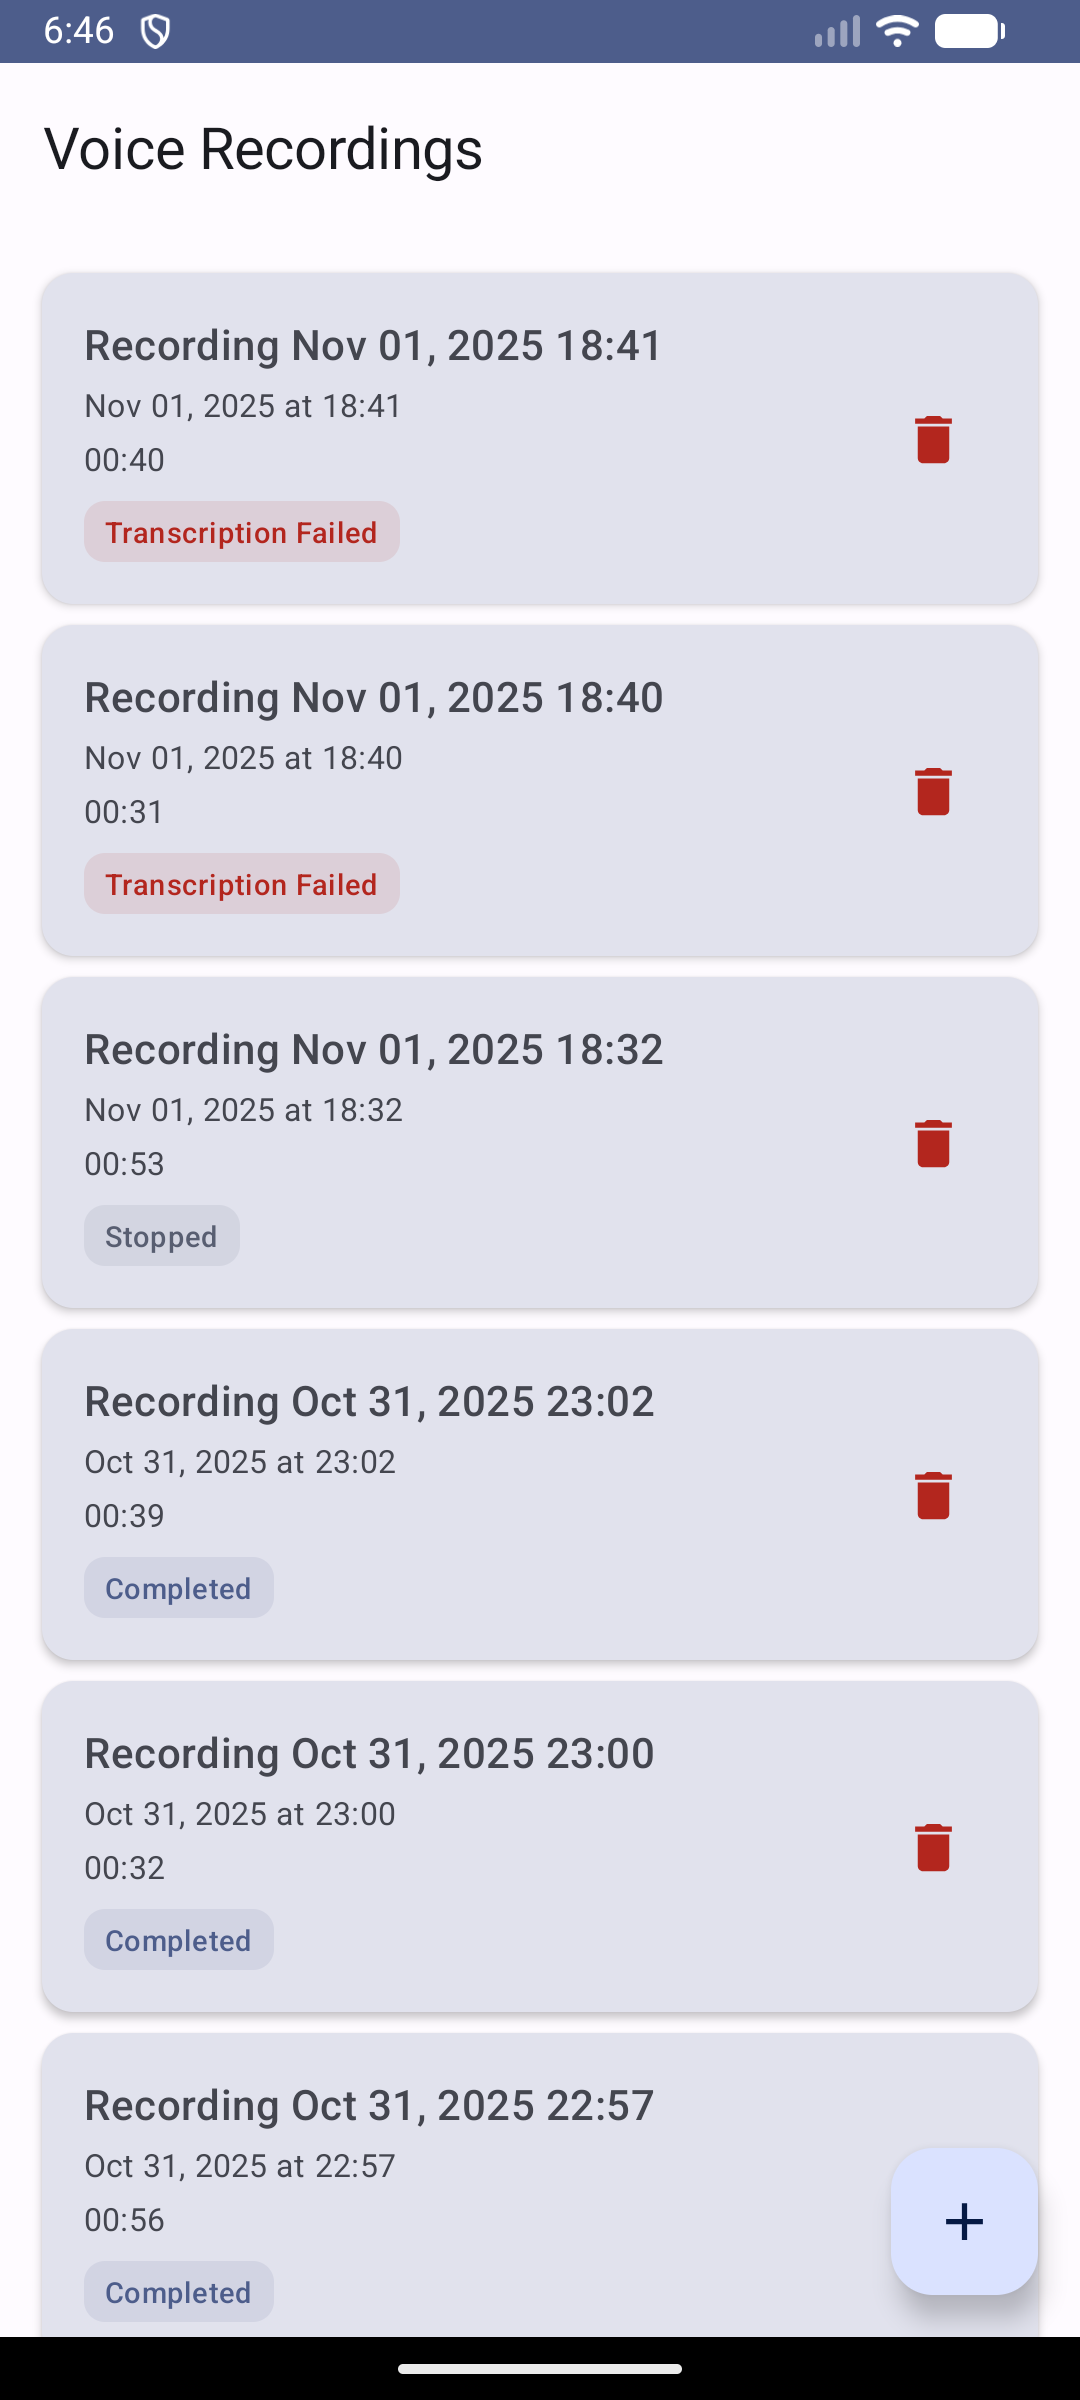 6:46
Voice Recordings
Recording Nov 01, 2025 18:41
Nov 01, 2025 at 18:41
00:40
Transcription Failed
Recording Nov 01, 2025 18:40
Nov 01, 2025 at 18:40
00:31
Transcription Failed
Recording Nov 01, 2025 18:32
Nov 01, 2025 at 18:32
00:53
Stopped
Recording Oct 31, 2025 23:02
Oct 31, 2025 at 23:02
00:39
Completed
Recording Oct 31, 2025 23:00
Oct 31, 2025 at 23:00
00:32
Completed
Recording Oct 31, 2025 22:57
Oct 31, 2025 at 22:57
00:56
Completed